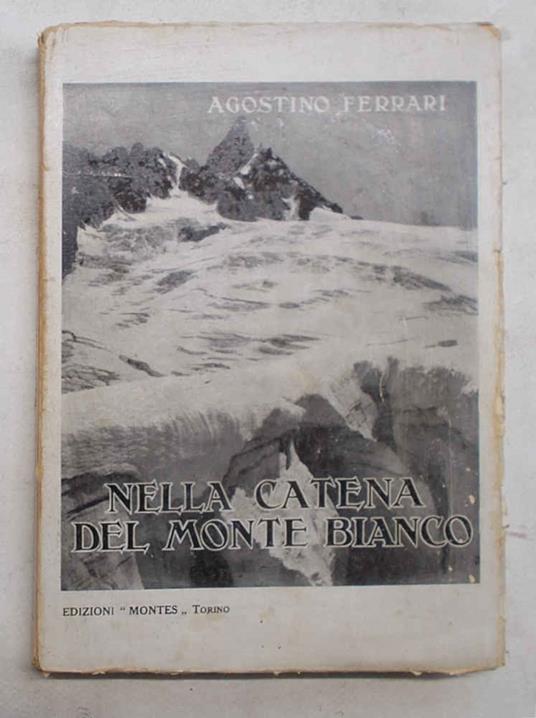 AGOSTINO FERRARI
NELLA CATENA
DEL MONTE BIANCO
EDIZIONI “ MONTES „ TORINO